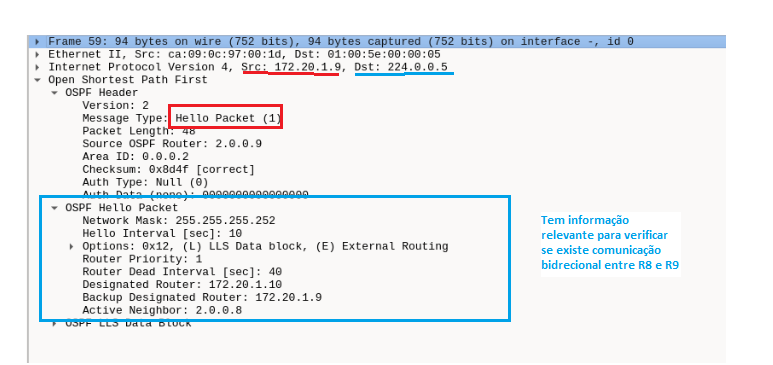 Frame 59: 94 bytes on wire (752 bits), 94 bytes captured (752 bits) on interface -, id 0
Ethernet II, Src: ca:09:0c:97:00:1d, Dst: 01:00:5e:00:00:05
Internet Protocol Version 4, Src: 172.20.1.9, Dst: 224.0.0.5
Open Shortest Path First
OSPF Header
Version: 2
Message Type: Hello Packet (1)
Packet Length: 48
Source OSPF Router: 2.0.0.9
Area ID: 0.0.0.2
Checksum: 0x8d4f [correct]
Auth Type: Null (0)
Auth Data (none): 0000000000000000
OSPF Hello Packet
Network Mask: 255.255.255.252
Hello Interval [sec]: 10
Options: 0x12, (L) LLS Data block, (E) External Routing
Router Priority: 1
Router Dead Interval [sec]: 40
Designated Router: 172.20.1.10
Backup Designated Router: 172.20.1.9
Active Neighbor: 2.0.0.8
OSPF LLS Data Block
Tem informação
relevante para verificar
se existe comunicação
bidrecional entre R8 e R9